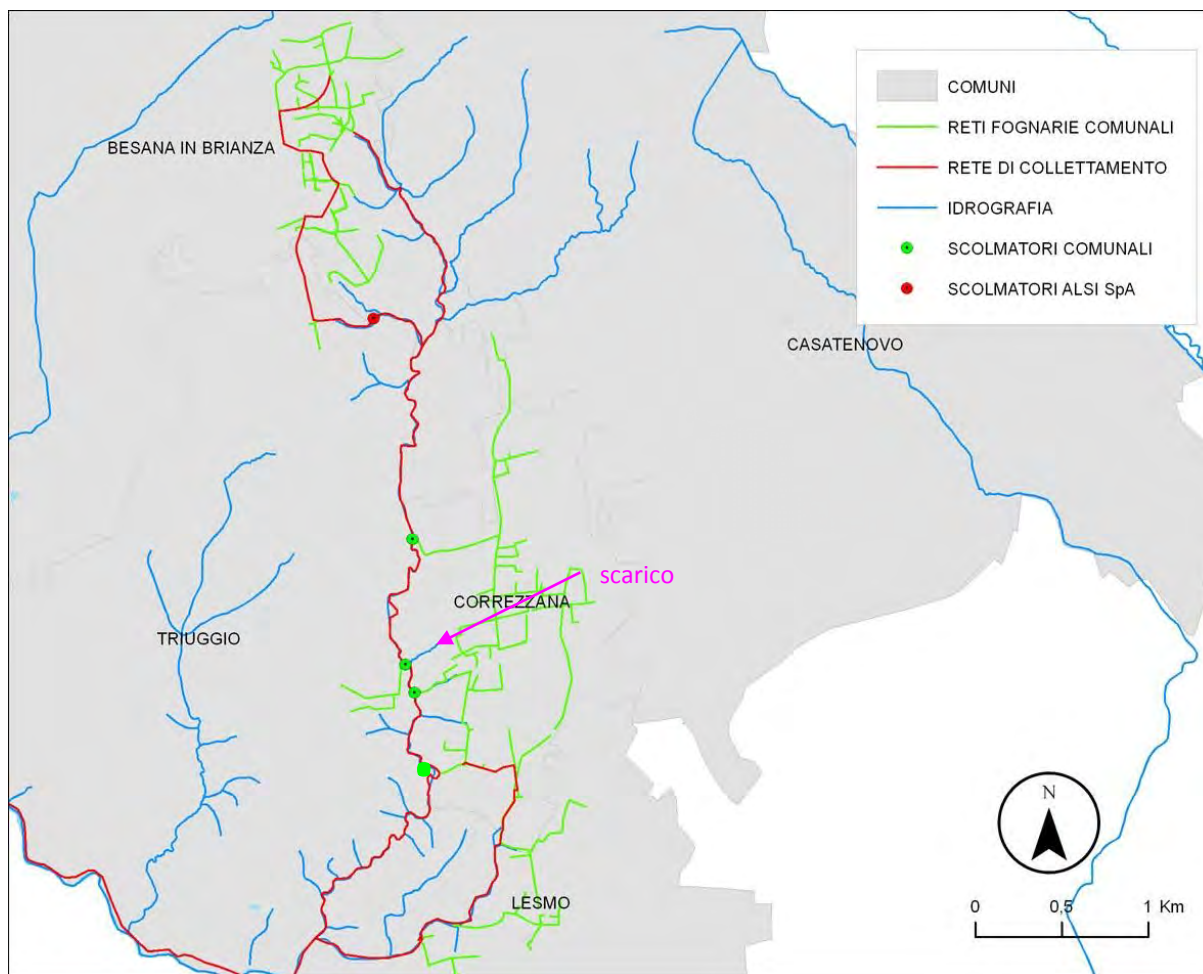 BESANA IN BRIANZA
COMUNI
RETI FOGNARIE COMUNALI
RETE DI COLLETTAMENTO
IDROGRAFIA
SCOLMATORI COMUNALI
SCOLMATORI ALSI SpA
CASATENOVO
scarico
CORREZZANA
TRIUGGIO
LESMO
N
0 0,5 1 Km